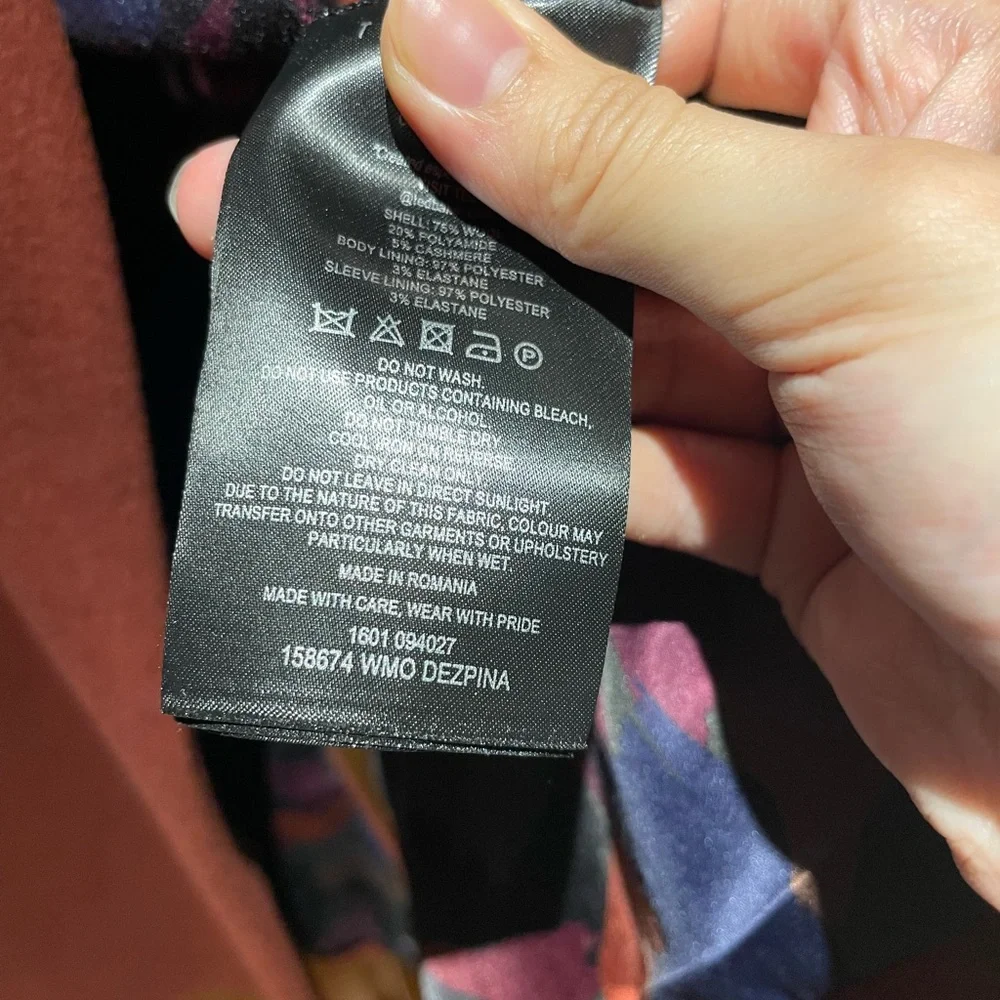 SHELL: 75% WOOL
20% POLYAMIDE
5% CASHMERE
BODY LINING: 97% POLYESTER
3% ELASTANE
SLEEVE LINING: 97% POLYESTER
3% ELASTANE
P
DO NOT WASH.
DO NOT USE PRODUCTS CONTAINING BLEACH,
OIL OR ALCOHOL
DO NOT TUMBLE DRY
COOL IRON ON REVERSE
DRY CLEAN ONLY
DO NOT LEAVE IN DIRECT SUNLIGHT.
DUE TO THE NATURE OF THIS FABRIC, COLOUR MAY
TRANSFER ONTO OTHER GARMENTS OR UPHOLSTERY
PARTICULARLY WHEN WET.
MADE IN ROMANIA
MADE WITH CARE, WEAR WITH PRIDE
1601 094027
158674 WMO DEZPINA